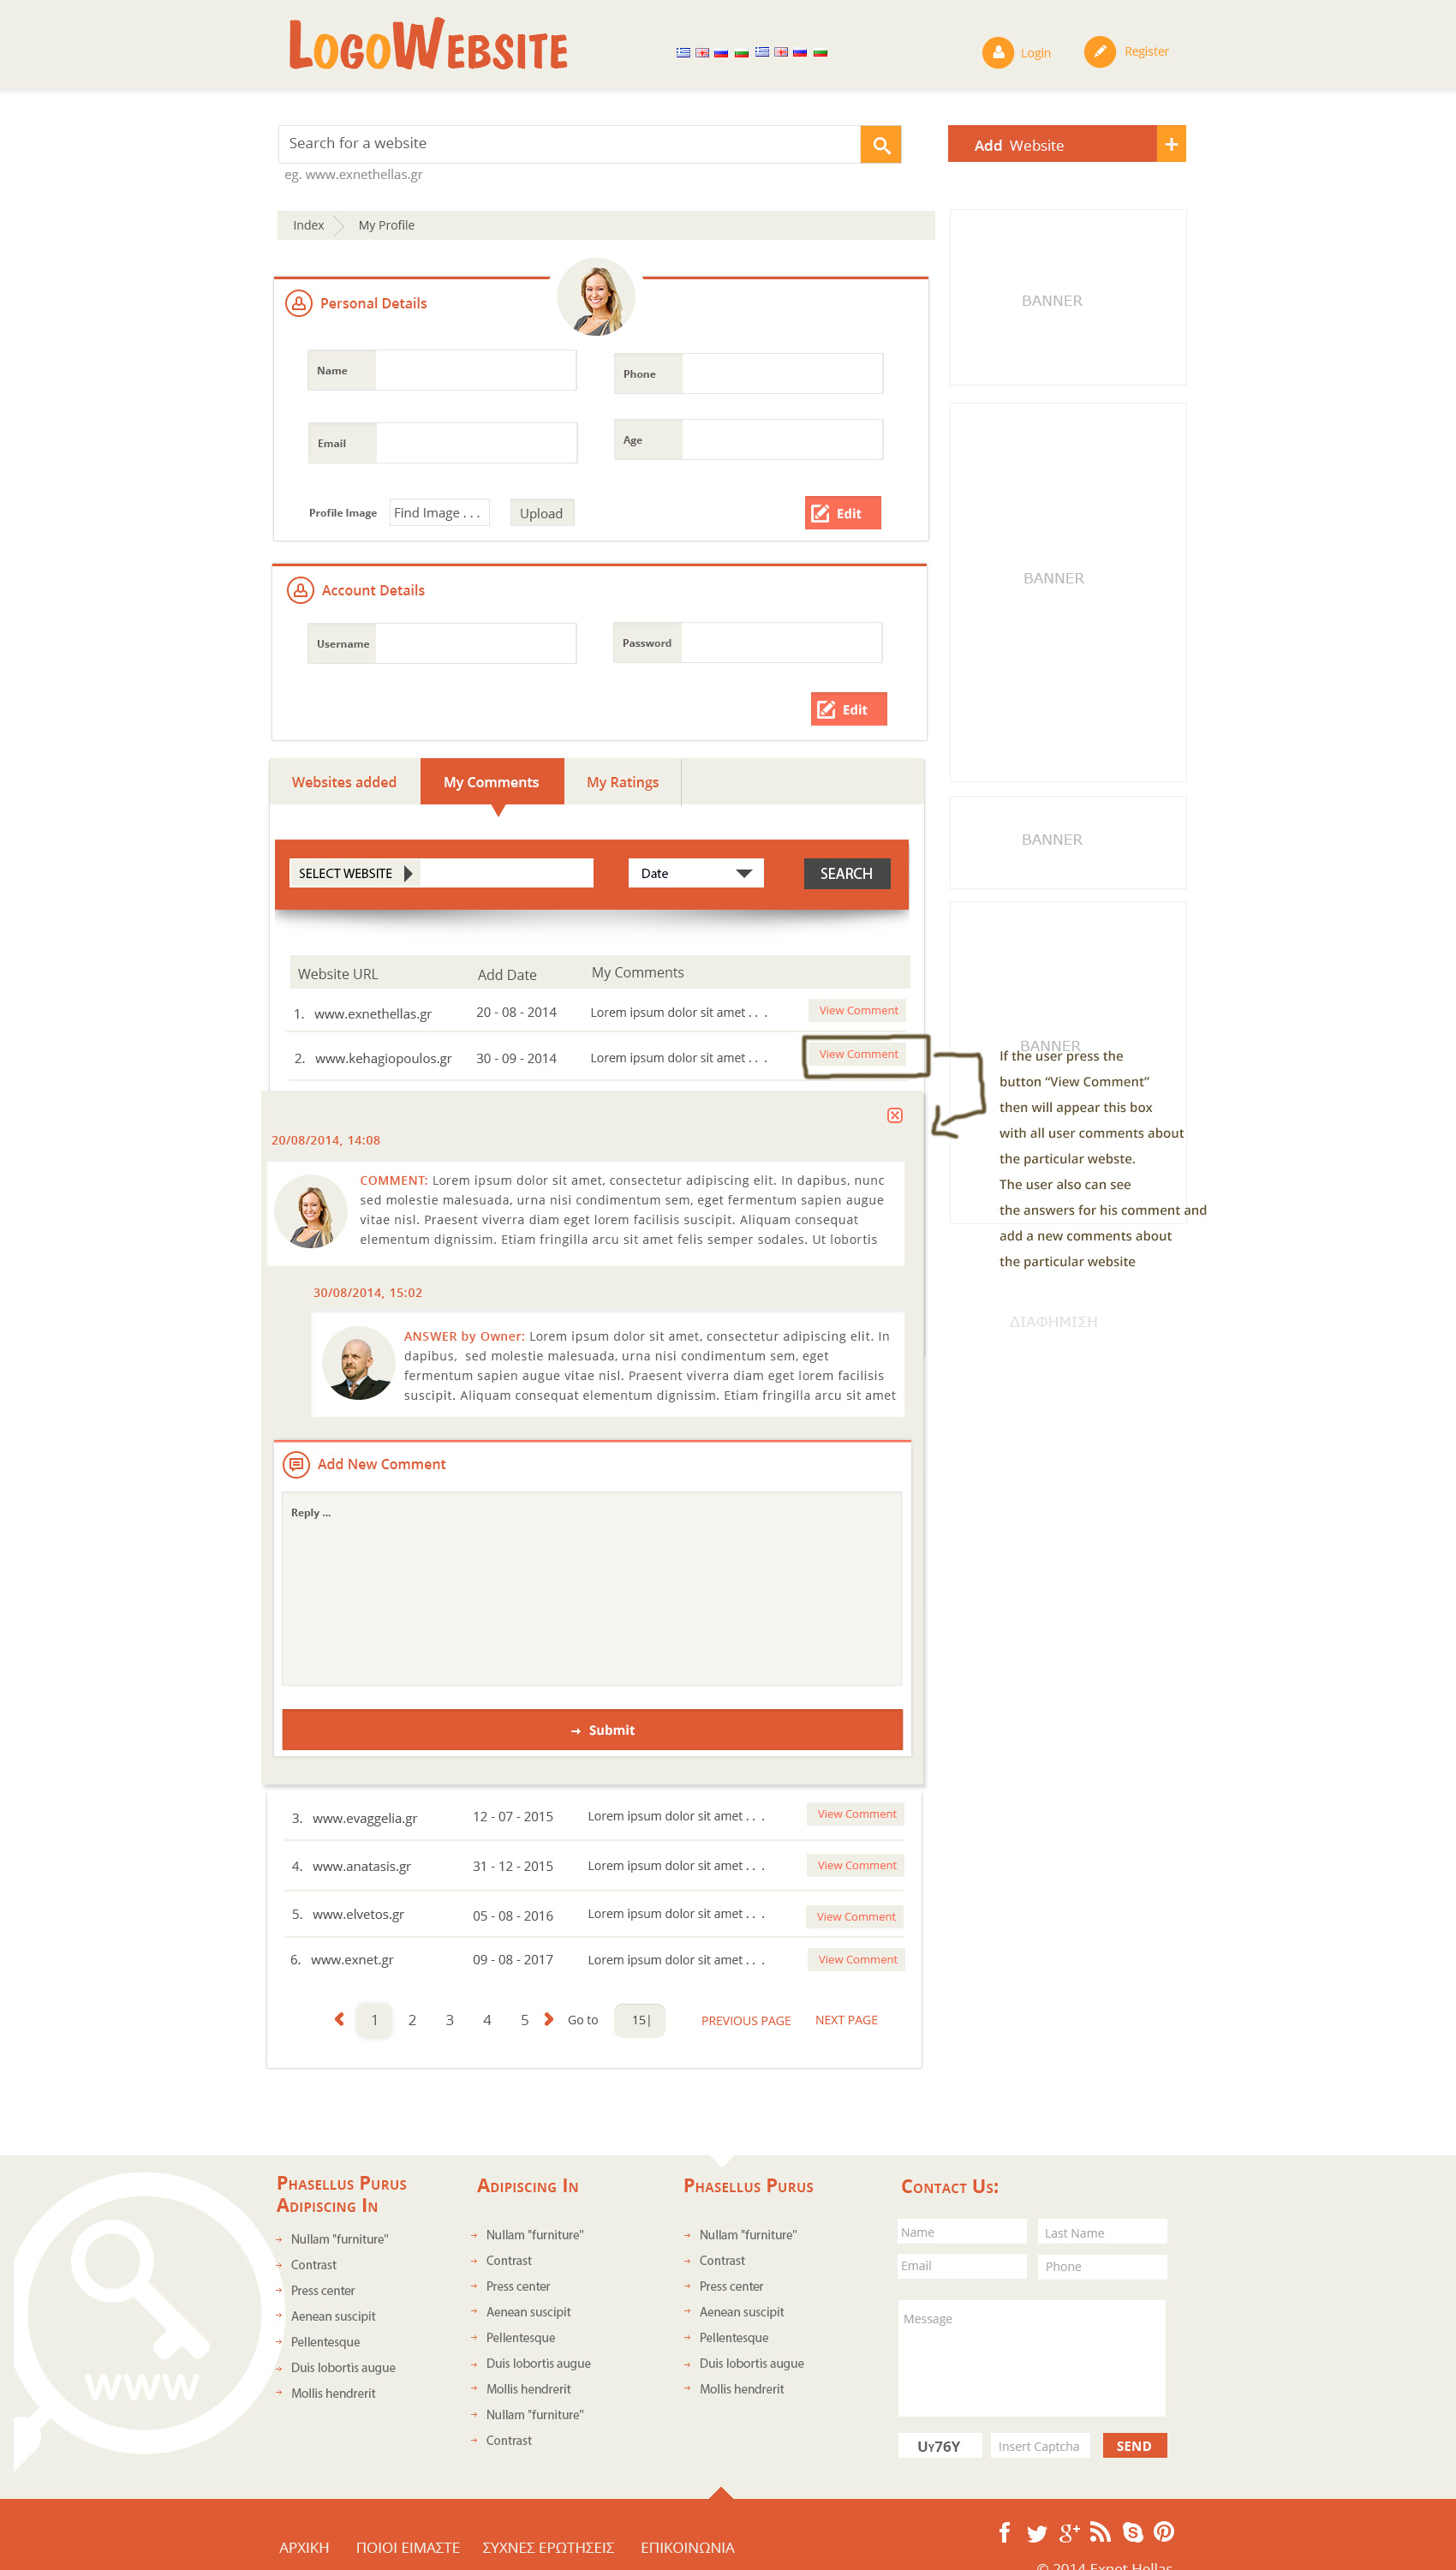 LOGOWEBSITE
Login
Register
Search for a website
Add Website +
eg. www.exnethellas.gr
Index
My Profile
BANNER
Personal Details
Name
Phone
Email
Age
Profile Image
Find Image . . .
Upload
Edit
BANNER
Account Details
Username
Password
Edit
Websites added
My Comments
My Ratings
BANNER
SELECT WEBSITE
Date
SEARCH
Website URL
Add Date
My Comments
1. www.exnethellas.gr 20 - 08 - 2014 Lorem ipsum dolor sit amet . . . View Comment
2. www.kehagiopoulos.gr 30 - 09 - 2014 Lorem ipsum dolor sit amet . . . View Comment
BANNER
If the user press the
button “View Comment”
then will appear this box
with all user comments about
the particular webste.
The user also can see
the answers for his comment and
add a new comments about
the particular website
ΔΙΑΦΗΜΙΣΗ
20/08/2014, 14:08
COMMENT: Lorem ipsum dolor sit amet, consectetur adipiscing elit. In dapibus, nunc
sed molestie malesuada, urna nisi condimentum sem, eget fermentum sapien augue
vitae nisl. Praesent viverra diam eget lorem facilisis suscipit. Aliquam consequat
elementum dignissim. Etiam fringilla arcu sit amet felis semper sodales. Ut lobortis
30/08/2014, 15:02
ANSWER by Owner: Lorem ipsum dolor sit amet, consectetur adipiscing elit. In
dapibus, sed molestie malesuada, urna nisi condimentum sem, eget
fermentum sapien augue vitae nisl. Praesent viverra diam eget lorem facilisis
suscipit. Aliquam consequat elementum dignissim. Etiam fringilla arcu sit amet
Add New Comment
Reply ...
Submit
3. www.evaggelia.gr 12 - 07 - 2015 Lorem ipsum dolor sit amet . . . View Comment
4. www.anatasis.gr 31 - 12 - 2015 Lorem ipsum dolor sit amet . . . View Comment
5. www.elvetos.gr 05 - 08 - 2016 Lorem ipsum dolor sit amet . . . View Comment
6. www.exnet.gr 09 - 08 - 2017 Lorem ipsum dolor sit amet . . . View Comment
1 2 3 4 5 Go to 15| PREVIOUS PAGE NEXT PAGE
www
Phasellus Purus
Adipiscing In
Nullam "furniture"
Contrast
Press center
Aenean suscipit
Pellentesque
Duis lobortis augue
Mollis hendrerit
Adipiscing In
Nullam "furniture"
Contrast
Press center
Aenean suscipit
Pellentesque
Duis lobortis augue
Mollis hendrerit
Nullam "furniture"
Contrast
Phasellus Purus
Nullam "furniture"
Contrast
Press center
Aenean suscipit
Pellentesque
Duis lobortis augue
Mollis hendrerit
Contact Us:
Name
Last Name
Email
Phone
Message
Uy76Y
Insert Captcha
SEND
ΑΡΧΙΚΗ
ΠΟΙΟΙ ΕΙΜΑΣΤΕ
ΣΥΧΝΕΣ ΕΡΩΤΗΣΕΙΣ
ΕΠΙΚΟΙΝΩΝΙΑ
© 2014 Exnet Hellas